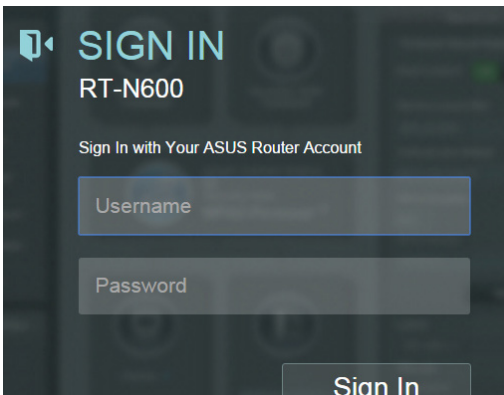 SIGN IN
RT-N600
Sign In with Your ASUS Router Account
Username
Password
Sign In